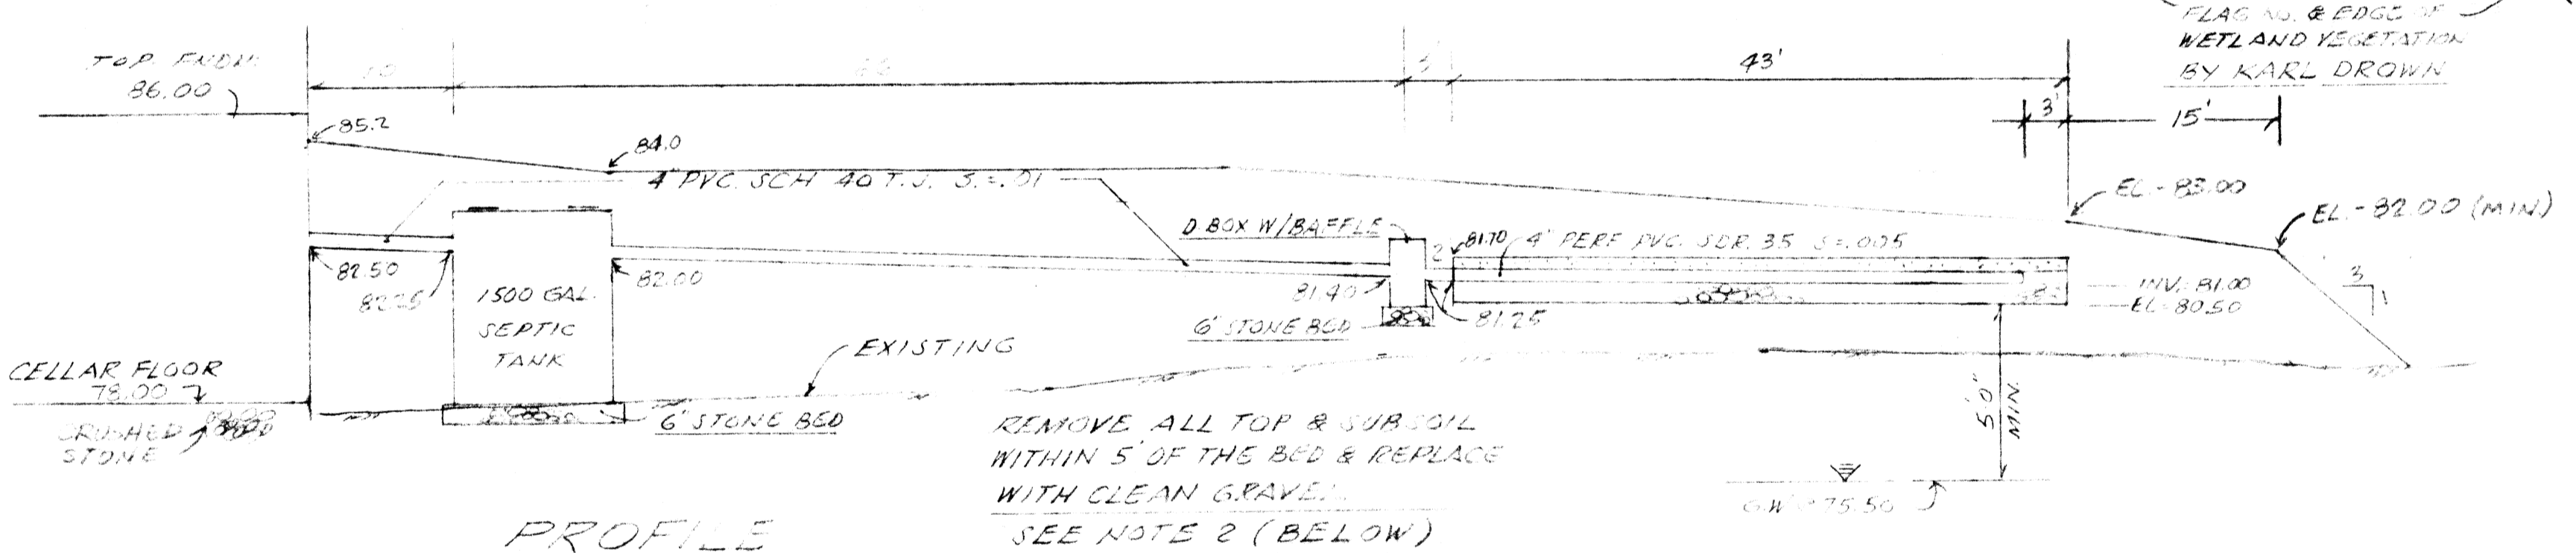 FLAG NO. & EDGE OF
WETLAND VEGETATION
BY KARL DROWN
TOP FNDN.
86.00
10
43'
3'
15'
85.2
84.0
4" PVC. SCH 40 T.J. S.=.01
EL.-83.00
EL.-82.00 (MIN.)
D.BOX W/BAFFLE
2'
81.70
4" PERF PVC. SDR. 35 S=.005
82.50
82.25
82.00
1500 GAL.
SEPTIC
TANK
81.40
81.25
INV.-81.00
EL-80.50
3
1
6" STONE BED
EXISTING
CELLAR FLOOR
78.00
CRUSHED
STONE
6" STONE BED
5'0"
MIN.
REMOVE ALL TOP & SUBSOIL
WITHIN 5' OF THE BED & REPLACE
WITH CLEAN GRAVEL.
SEE NOTE 2 (BELOW)
G.W.-75.50
PROFILE